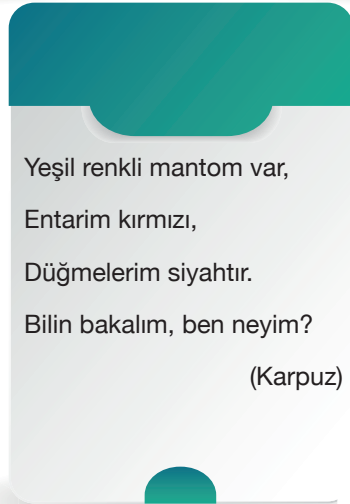 Yeşil renkli mantom var,
Entarim kırmızı,
Düğmelerim siyahtır.
Bilin bakalım, ben neyim?
(Karpuz)